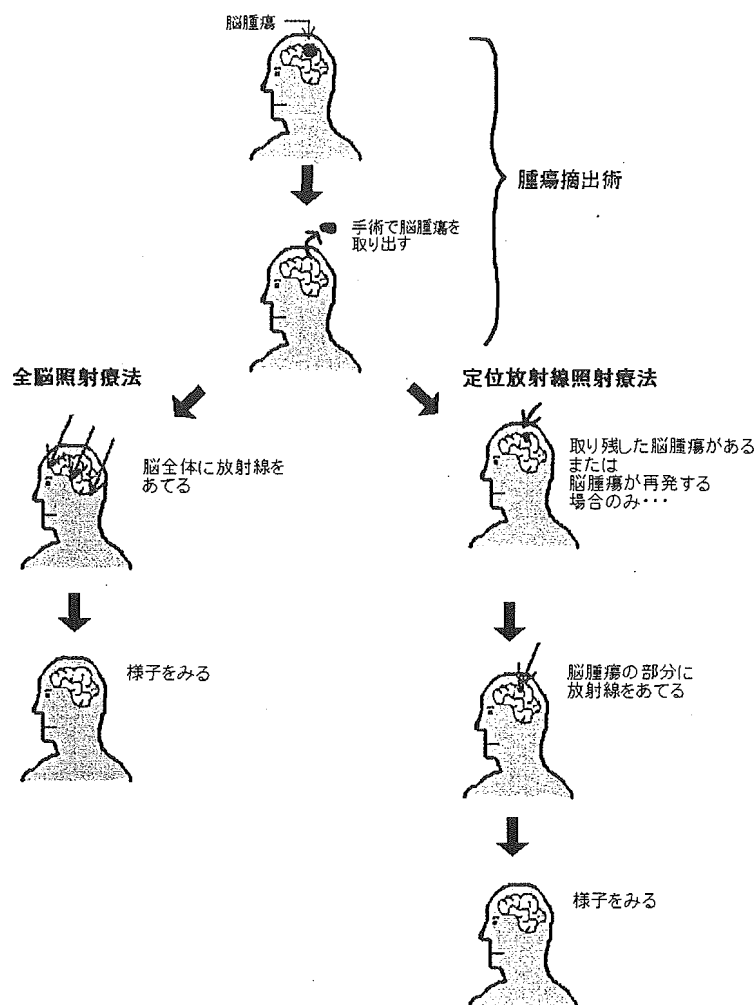 脳腫瘍
腫瘍摘出術
手術で脳腫瘍を
取り出す
全脳照射療法
定位放射線照射療法
脳全体に放射線を
あてる
取り残した脳腫瘍がある
または
脳腫瘍が再発する
場合のみ・・・
様子をみる
脳腫瘍の部分に
放射線をあてる
様子をみる